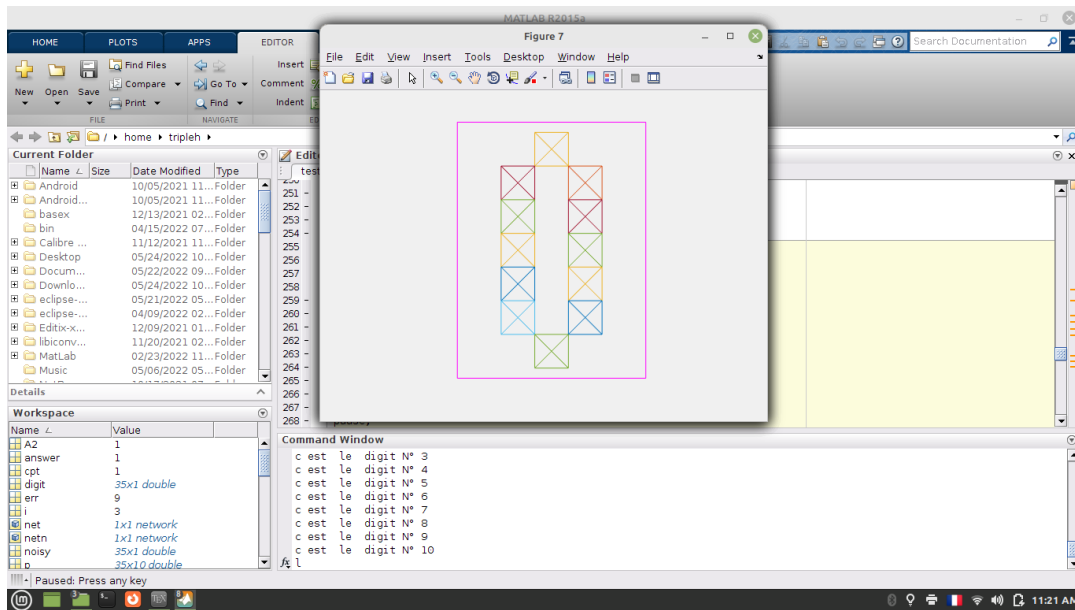 MATLAB R2015a
HOME PLOTS APPS EDITOR
Search Documentation
New Open Save
Find Files
Compare
Print
Go To
Find
Insert
Comment
Indent
FILE NAVIGATE
Figure 7
File Edit View Insert Tools Desktop Window Help
/ home tripleh
Current Folder
Name Size Date Modified Type
Android 10/05/2021 11... Folder
Android... 10/05/2021 11... Folder
basex 12/13/2021 02... Folder
bin 04/15/2022 07... Folder
Calibre ... 11/12/2021 11... Folder
Desktop 05/24/2022 10... Folder
Docum... 05/22/2022 09... Folder
Downlo... 05/24/2022 10... Folder
eclipse-... 05/21/2022 05... Folder
eclipse-... 04/09/2022 02... Folder
Editix-x... 12/09/2021 01... Folder
libiconv... 11/20/2021 02... Folder
MatLab 02/23/2022 11... Folder
Music 05/06/2022 05... Folder
Details
251 -
252 -
253 -
254 -
255
256
257
258
259 -
260 -
261 -
262 -
263 -
264 -
265 -
266 -
267 -
268 -
Workspace
Name Value
A2 1
answer 1
cpt 1
digit 35x1 double
err 9
i 3
net 1x1 network
netn 1x1 network
noisy 35x1 double
p 35x10 double
Command Window
c est le digit N° 3
c est le digit N° 4
c est le digit N° 5
c est le digit N° 6
c est le digit N° 7
c est le digit N° 8
c est le digit N° 9
c est le digit N° 10
fx l
Paused: Press any key
11:21 AM